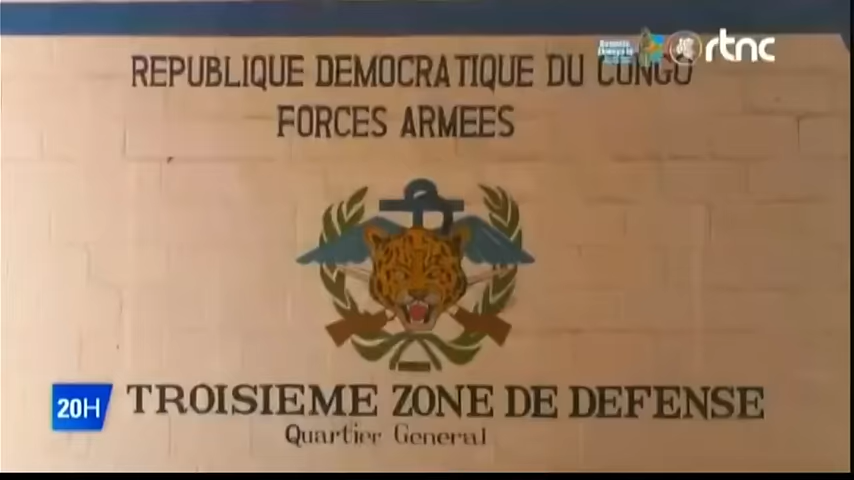 rtnc
REPUBLIQUE DEMOCRATIQUE DU CONGO
FORCES ARMEES
20H
TROISIEME ZONE DE DEFENSE
Quartier General